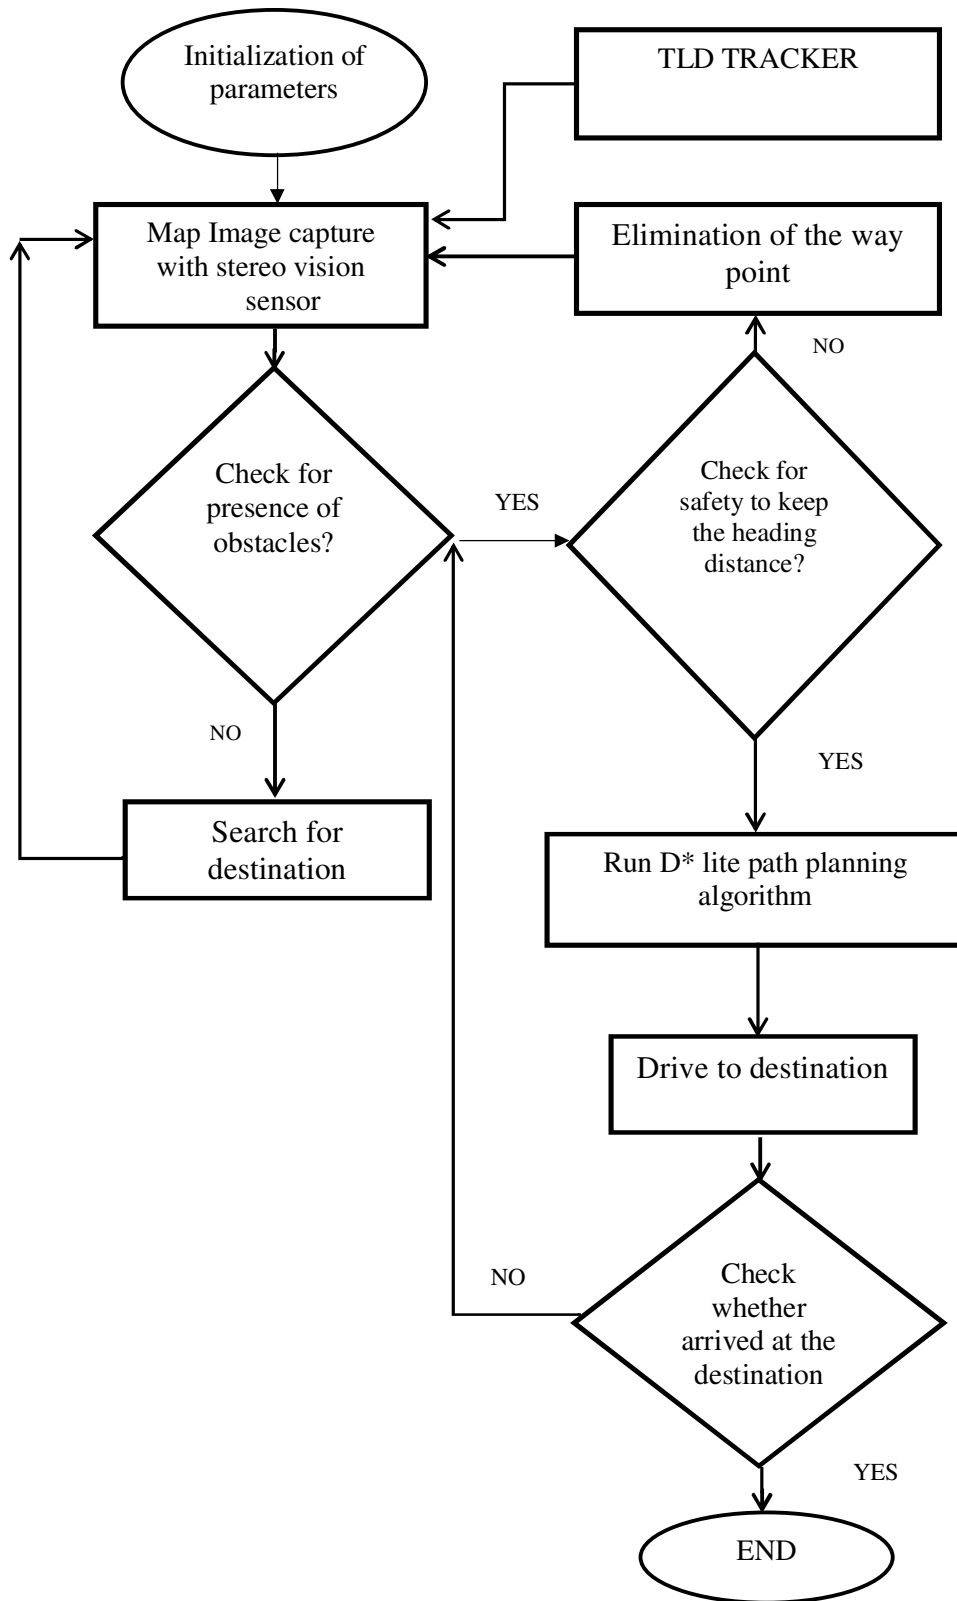 Initialization of
parameters
TLD TRACKER
Map Image capture
with stereo vision
sensor
Elimination of the way
point
NO
Check for
presence of
obstacles?
YES
Check for
safety to keep
the heading
distance?
NO
YES
Search for
destination
Run D* lite path planning
algorithm
Drive to destination
NO
Check
whether
arrived at the
destination
YES
END